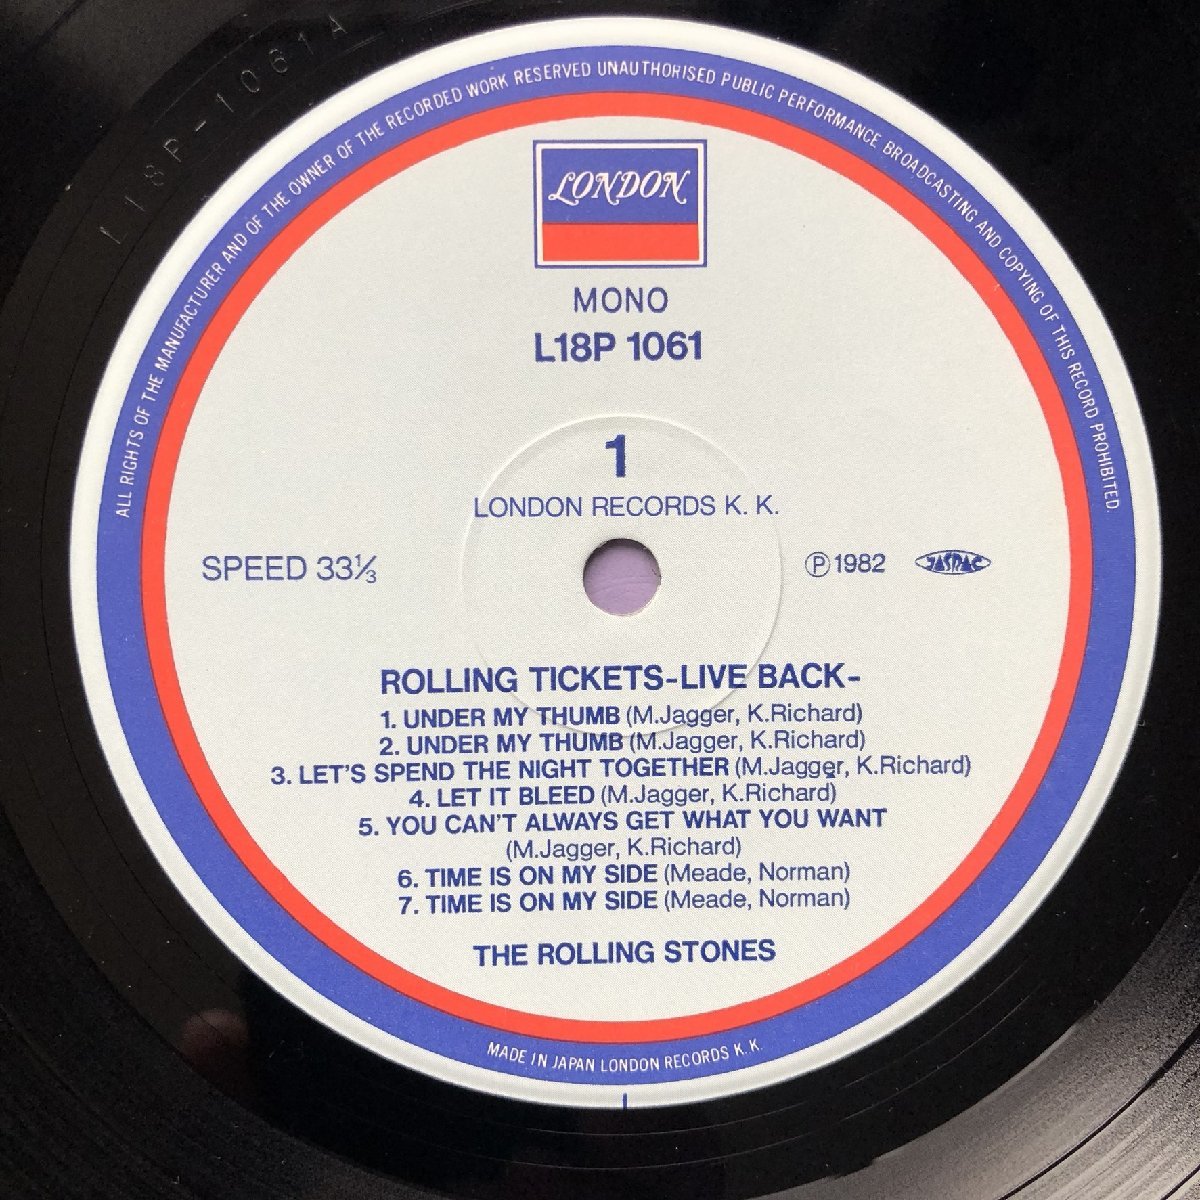 L18P-1061A
ALL RIGHTS OF THE MANUFACTURER AND OF THE OWNER OF THE RECORDED WORK RESERVED UNAUTHORISED PUBLIC PERFORMANCE BROADCASTING AND COPYING OF THIS RECORD PROHIBITED.
LONDON
MONO
L18P 1061
1
LONDON RECORDS K. K.
SPEED 33⅓
Ⓟ1982 JASRAC
ROLLING TICKETS-LIVE BACK-
1. UNDER MY THUMB (M.Jagger, K.Richard)
2. UNDER MY THUMB (M.Jagger, K.Richard)
3. LET'S SPEND THE NIGHT TOGETHER (M.Jagger, K.Richard)
4. LET IT BLEED (M.Jagger, K.Richard)
5. YOU CAN'T ALWAYS GET WHAT YOU WANT
(M.Jagger, K.Richard)
6. TIME IS ON MY SIDE (Meade, Norman)
7. TIME IS ON MY SIDE (Meade, Norman)
THE ROLLING STONES
MADE IN JAPAN LONDON RECORDS K. K.